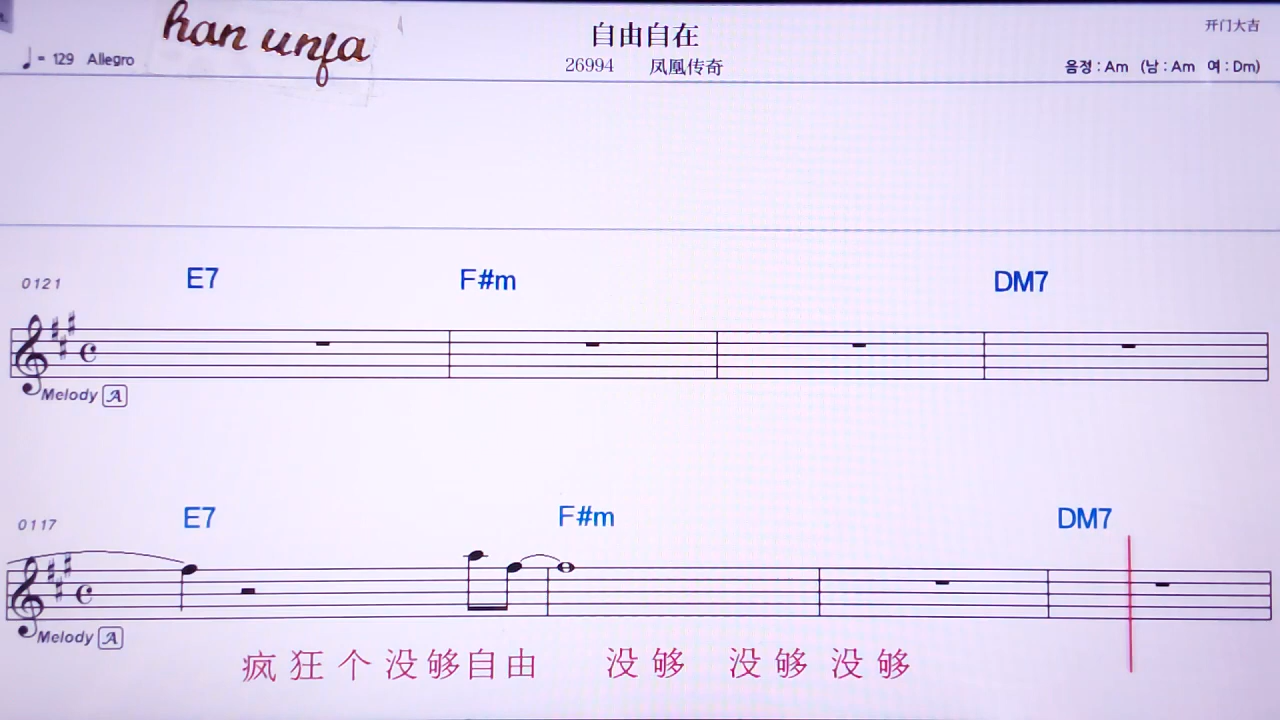 han unja
自由自在
开门大吉
♩= 129 Allegro
26994 凤凰传奇
음정 : Am (남 : Am 여 : Dm)
E7 F#m DM7
0121
Melody A
E7 F#m DM7
0117
Melody A
疯狂个没够自由 没够 没够没够